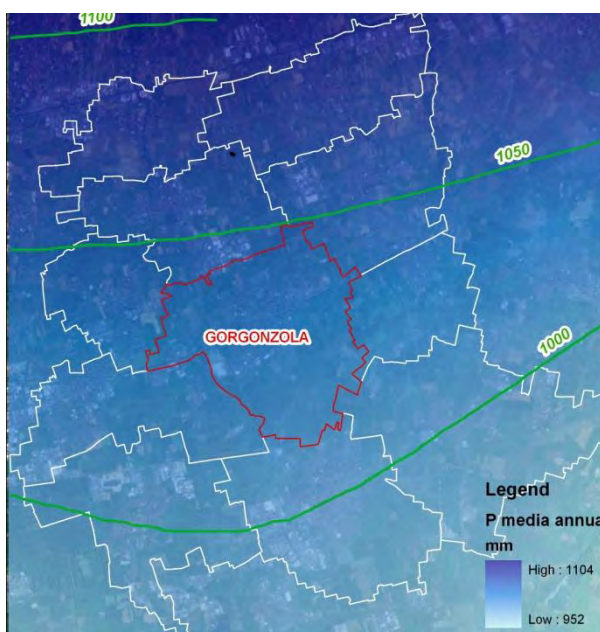 1100
1050
GORGONZOLA
1000
Legend
P media annua
mm
High : 1104
Low : 952